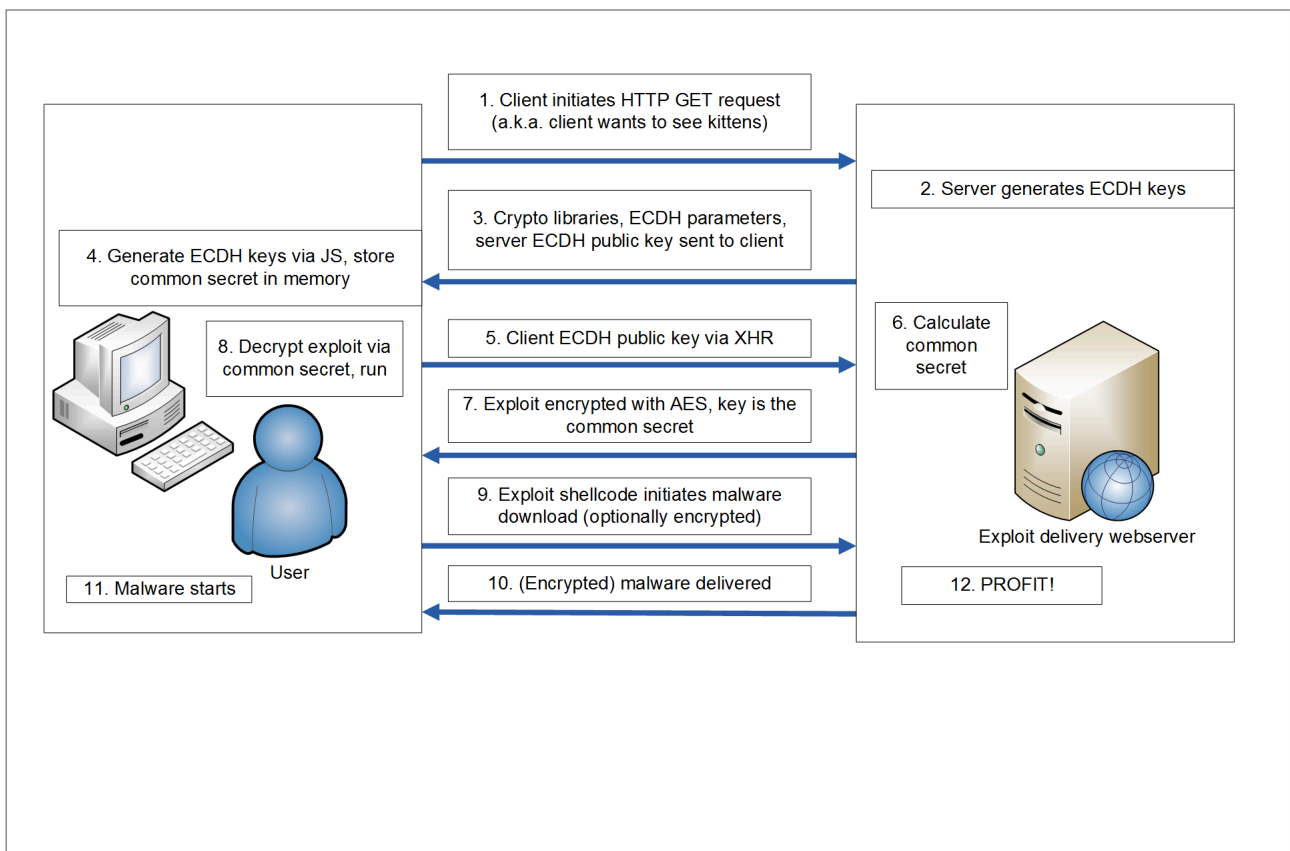 1. Client initiates HTTP GET request
(a.k.a. client wants to see kittens)
2. Server generates ECDH keys
3. Crypto libraries, ECDH parameters,
server ECDH public key sent to client
4. Generate ECDH keys via JS, store
common secret in memory
5. Client ECDH public key via XHR
6. Calculate
common
secret
7. Exploit encrypted with AES, key is the
common secret
8. Decrypt exploit via
common secret, run
9. Exploit shellcode initiates malware
download (optionally encrypted)
Exploit delivery webserver
User
10. (Encrypted) malware delivered
11. Malware starts
12. PROFIT!